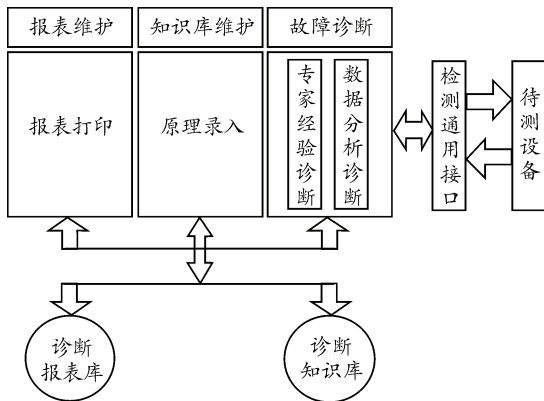 报表维护
知识库维护
故障诊断
报表打印
原理录入
专家经验诊断
数据分析诊断
检测通用接口
待测设备
诊断
报表库
诊断
知识库